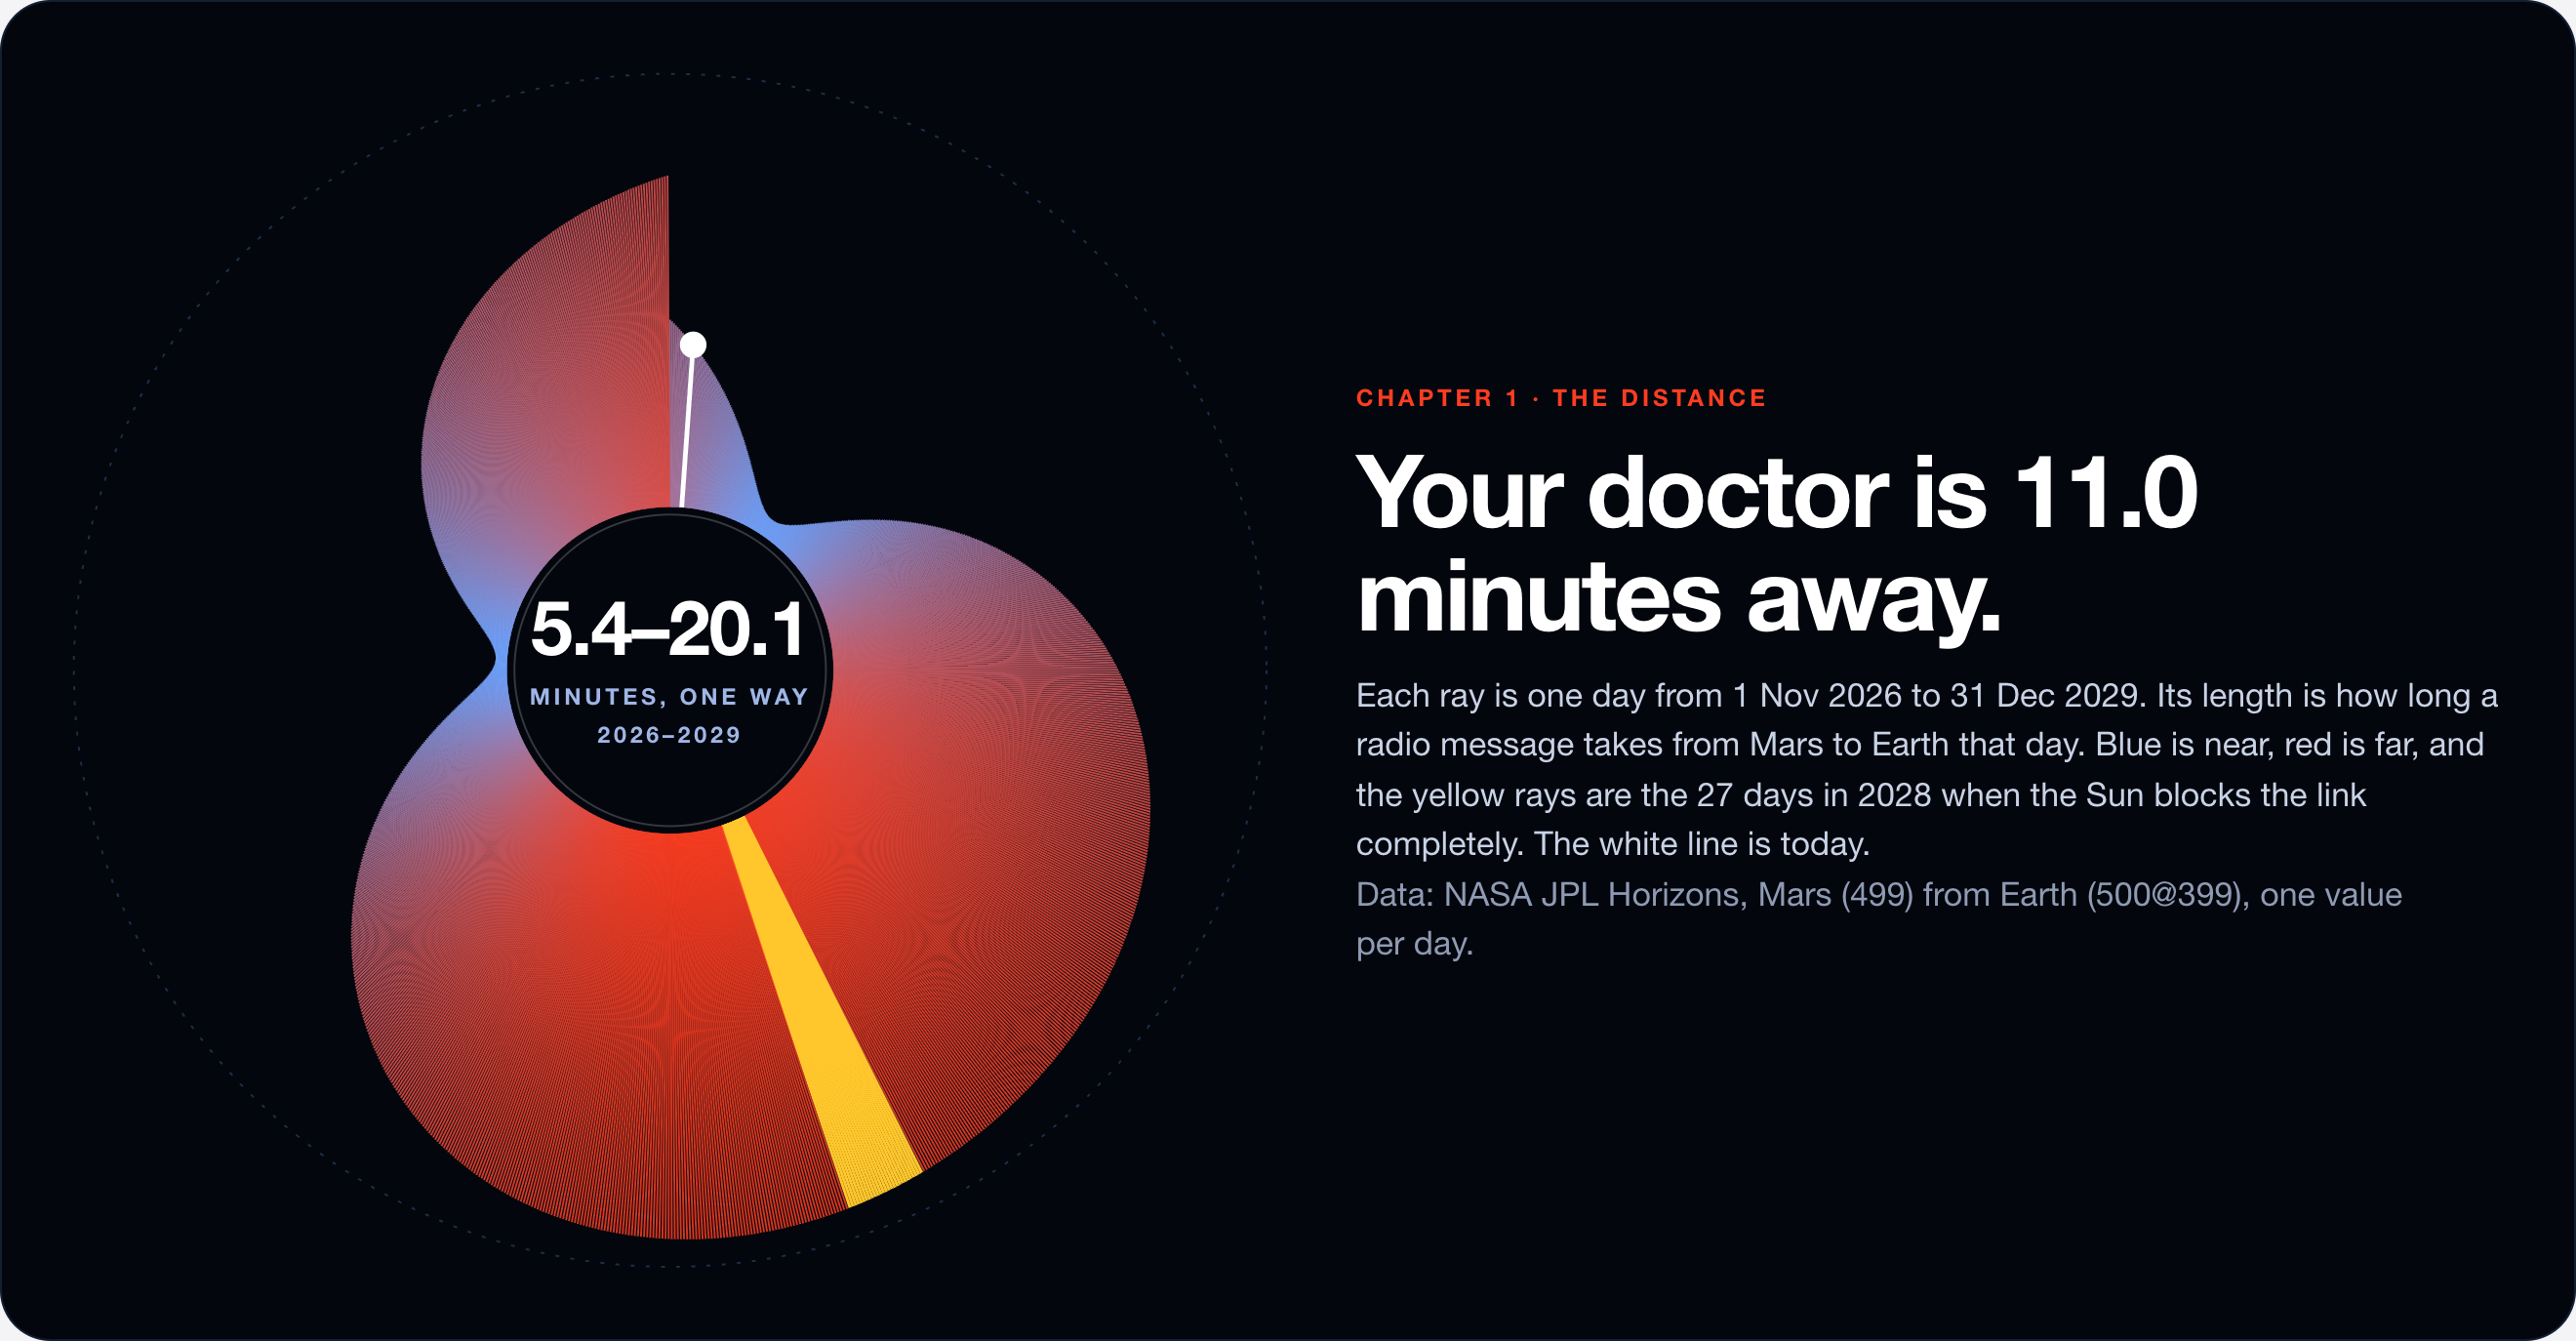 5.4–20.1
MINUTES, ONE WAY
2026–2029
CHAPTER 1 · THE DISTANCE
Your doctor is 11.0
minutes away.
Each ray is one day from 1 Nov 2026 to 31 Dec 2029. Its length is how long a
radio message takes from Mars to Earth that day. Blue is near, red is far, and
the yellow rays are the 27 days in 2028 when the Sun blocks the link
completely. The white line is today.
Data: NASA JPL Horizons, Mars (499) from Earth (500@399), one value
per day.